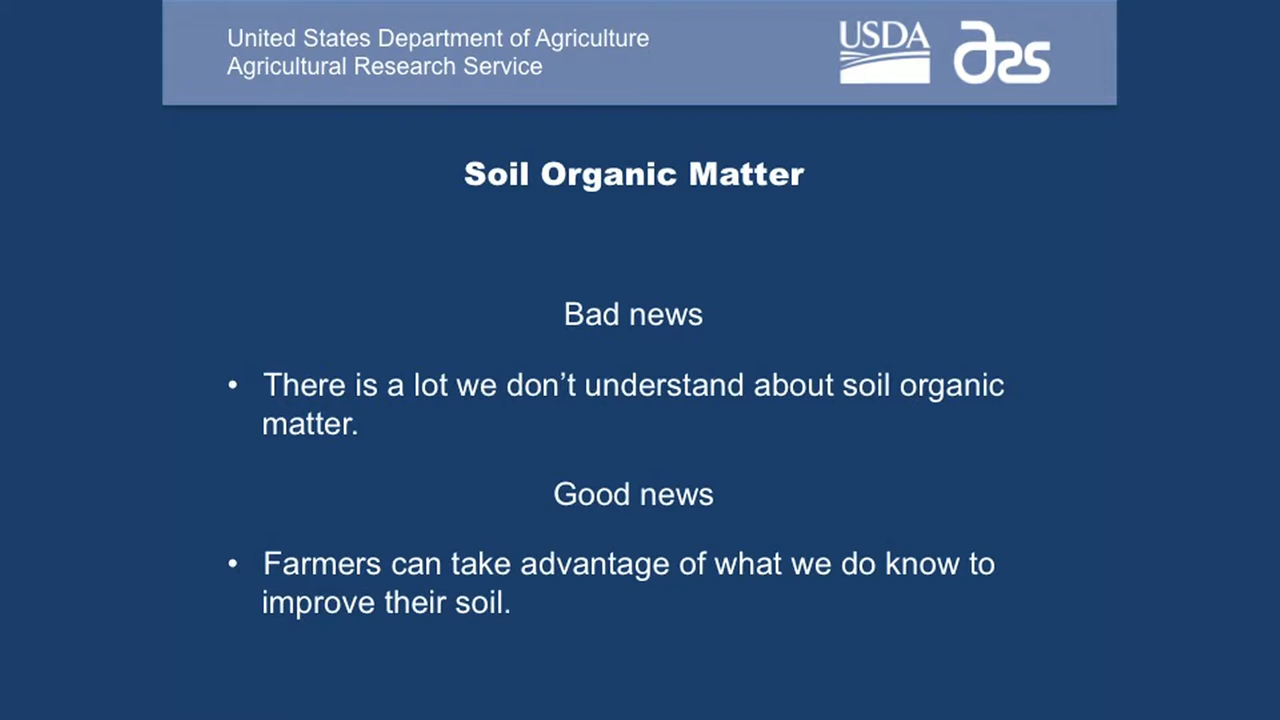 United States Department of Agriculture
Agricultural Research Service
USDA
ars
Soil Organic Matter
Bad news
• There is a lot we don’t understand about soil organic
matter.
Good news
• Farmers can take advantage of what we do know to
improve their soil.